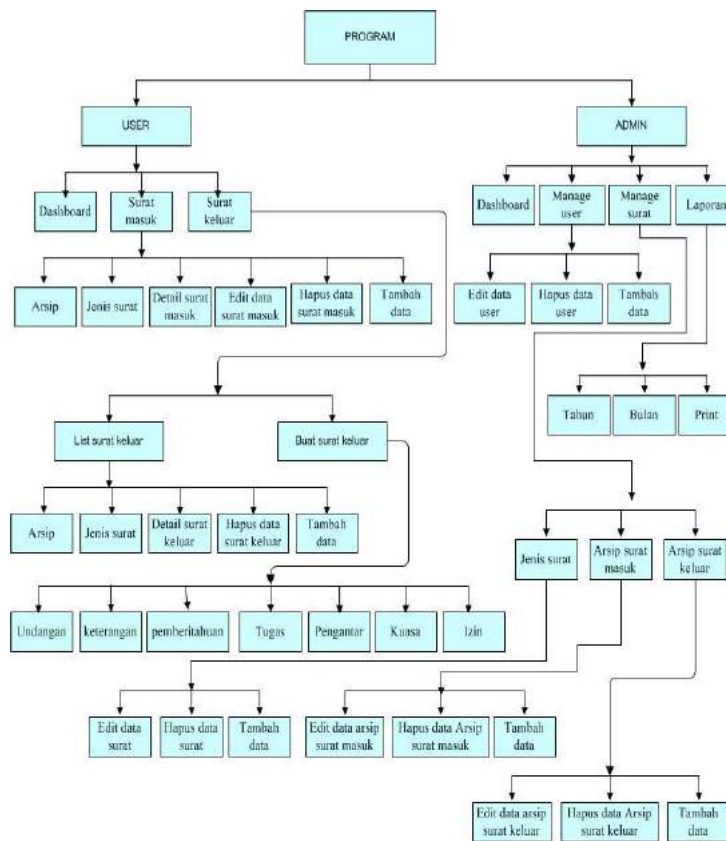 PROGRAM
USER
ADMIN
Dashboard
Surat
masuk
Surat
keluar
Dashboard
Manage
user
Manage
surat
Laporan
Arsip
Jenis surat
Detail surat
masuk
Edit data
surat masuk
Hapus data
surat masuk
Tambah
data
Edit data
user
Hapus data
user
Tambah
data
Tahun
Bulan
Print
List surat keluar
Buat surat keluar
Arsip
Jenis surat
Detail surat
keluar
Hapus data
surat keluar
Tambah
data
Jenis surat
Arsip surat
masuk
Arsip surat
keluar
Undangan
keterangan
pemberitahuan
Tugas
Pengantar
Kuasa
Izin
Edit data
surat
Hapus data
surat
Tambah
data
Edit data arsip
surat masuk
Hapus data Arsip
surat masuk
Tambah
data
Edit data arsip
surat keluar
Hapus data Arsip
surat keluar
Tambah
data